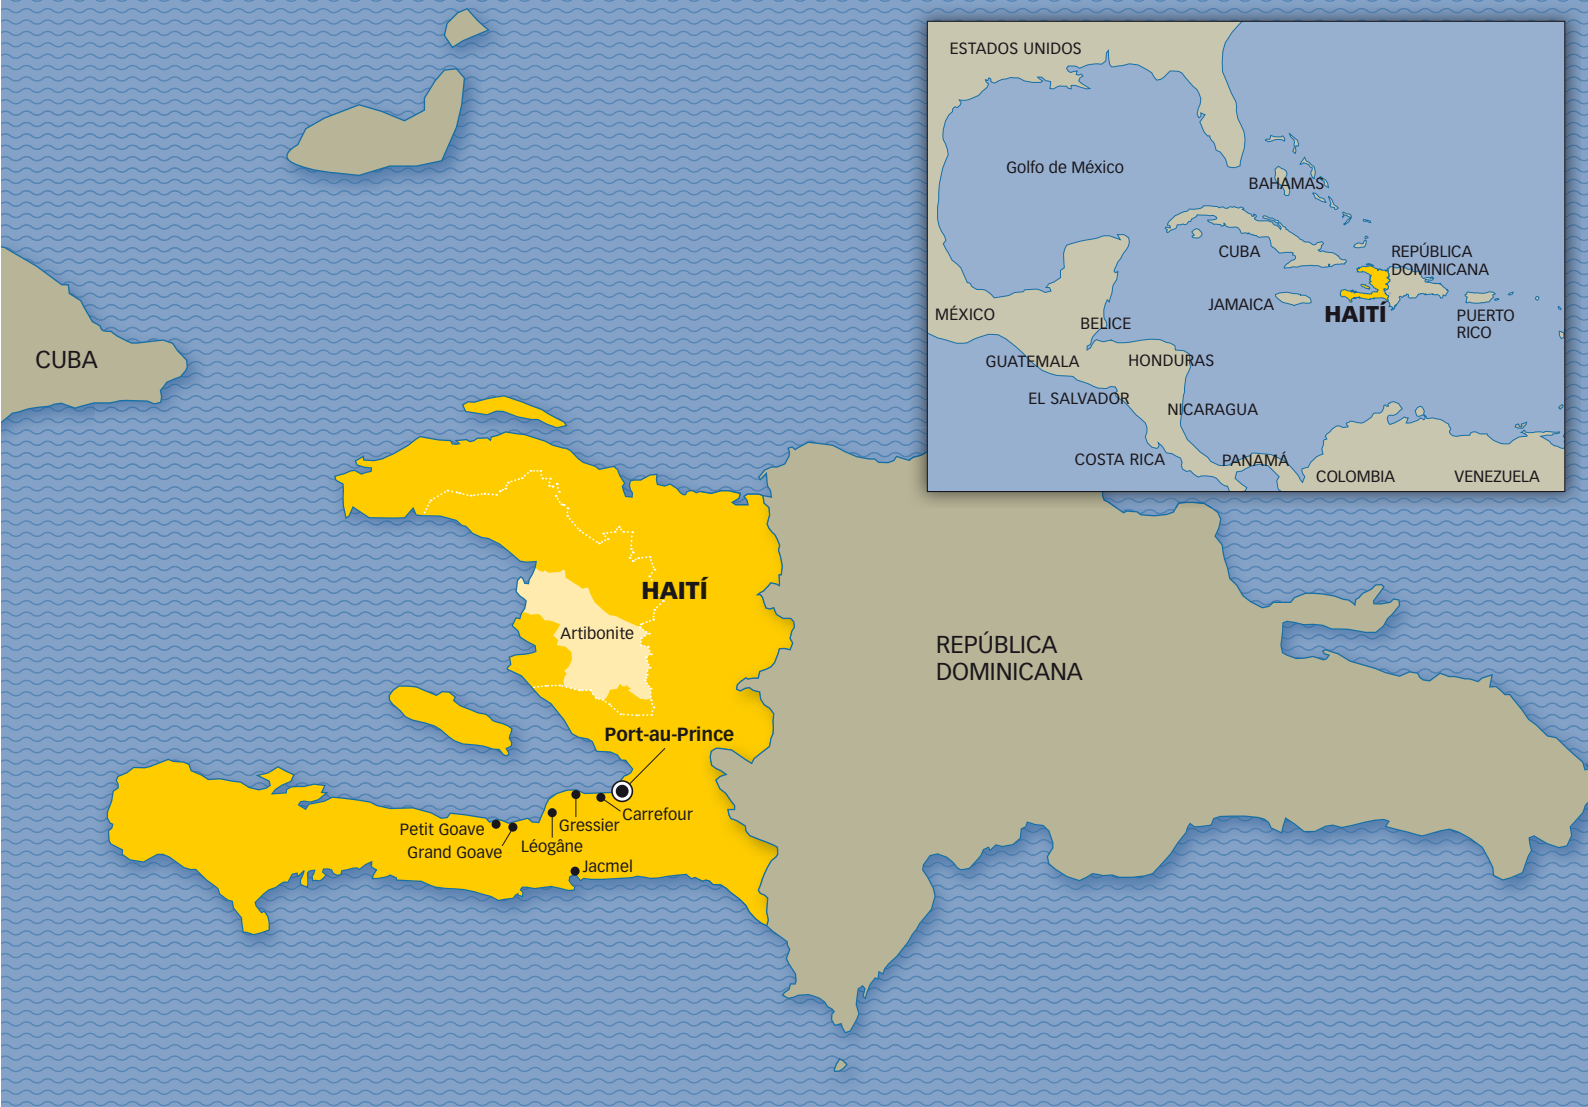 ESTADOS UNIDOS
Golfo de México
BAHAMAS
CUBA
REPÚBLICA
DOMINICANA
JAMAICA
HAITÍ
MÉXICO
BELICE
PUERTO
RICO
GUATEMALA
HONDURAS
EL SALVADOR
NICARAGUA
COSTA RICA
PANAMÁ
COLOMBIA
VENEZUELA
CUBA
HAITÍ
Artibonite
REPÚBLICA
DOMINICANA
Port-au-Prince
Carrefour
Gressier
Petit Goave
Léogâne
Grand Goave
Jacmel